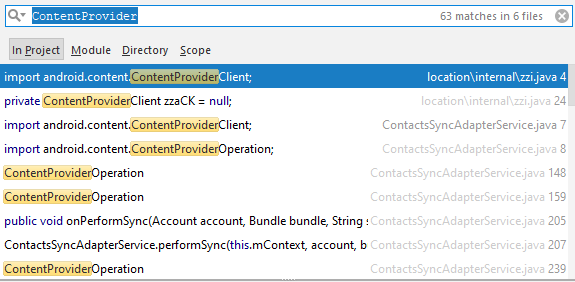 ContentProvider 63 matches in 6 files
In Project Module Directory Scope
import android.content.ContentProviderClient; location\internal\zzi.java 4
private ContentProviderClient zzaCK = null; location\internal\zzi.java 24
import android.content.ContentProviderClient; ContactsSyncAdapterService.java 7
import android.content.ContentProviderOperation; ContactsSyncAdapterService.java 8
ContentProviderOperation ContactsSyncAdapterService.java 148
ContentProviderOperation ContactsSyncAdapterService.java 159
public void onPerformSync(Account account, Bundle bundle, String s ContactsSyncAdapterService.java 205
ContactsSyncAdapterService.performSync(this.mContext, account, b ContactsSyncAdapterService.java 207
ContentProviderOperation ContactsSyncAdapterService.java 239